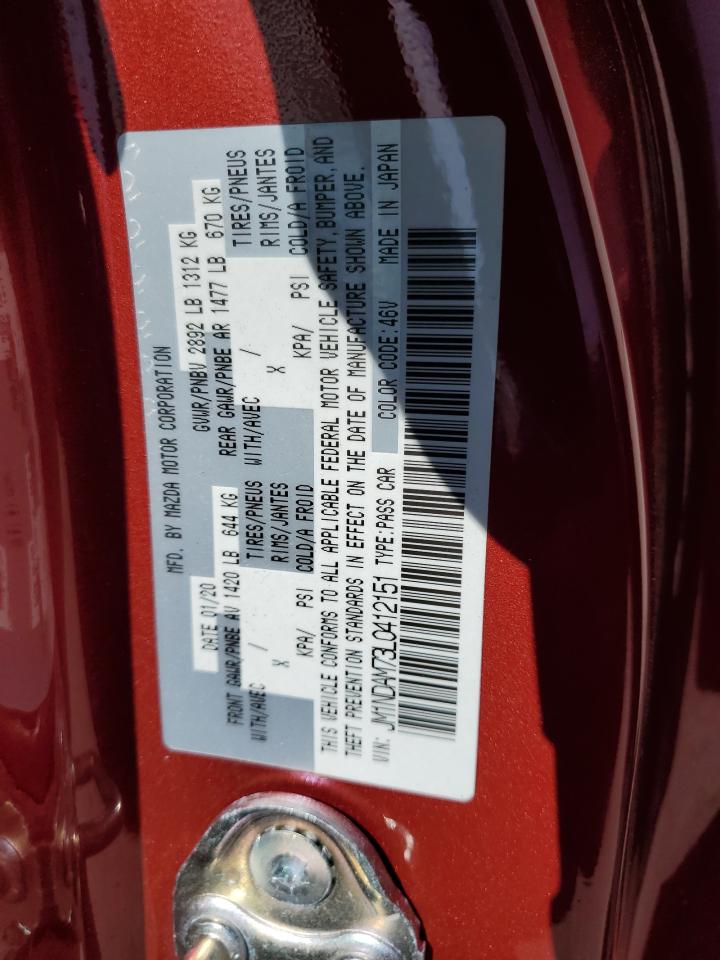 MFD. BY MAZDA MOTOR CORPORATION
DATE 01/20 GVWR/PNBV 2892 LB 1312 KG
FRONT GAWR/PNBE AV 1420 LB 644 KG REAR GAWR/PNBE AR 1477 LB 670 KG
WITH/AVEC / TIRES/PNEUS WITH/AVEC / TIRES/PNEUS
X RIMS/JANTES X RIMS/JANTES
KPA/ PSI COLD/A FROID KPA/ PSI COLD/A FROID
THIS VEHICLE CONFORMS TO ALL APPLICABLE FEDERAL MOTOR VEHICLE SAFETY, BUMPER, AND
THEFT PREVENTION STANDARDS IN EFFECT ON THE DATE OF MANUFACTURE SHOWN ABOVE.
VIN: JM1NDAM73L0412151 TYPE:PASS CAR COLOR CODE:46V MADE IN JAPAN